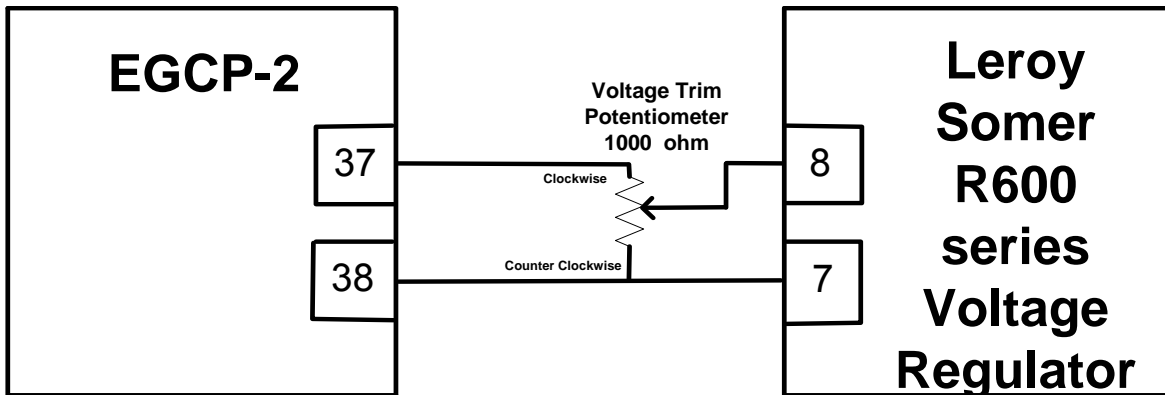 EGCP-2
37
38
Voltage Trim
Potentiometer
1000 ohm
Clockwise
Counter Clockwise
8
7
Leroy
Somer
R600
series
Voltage
Regulator